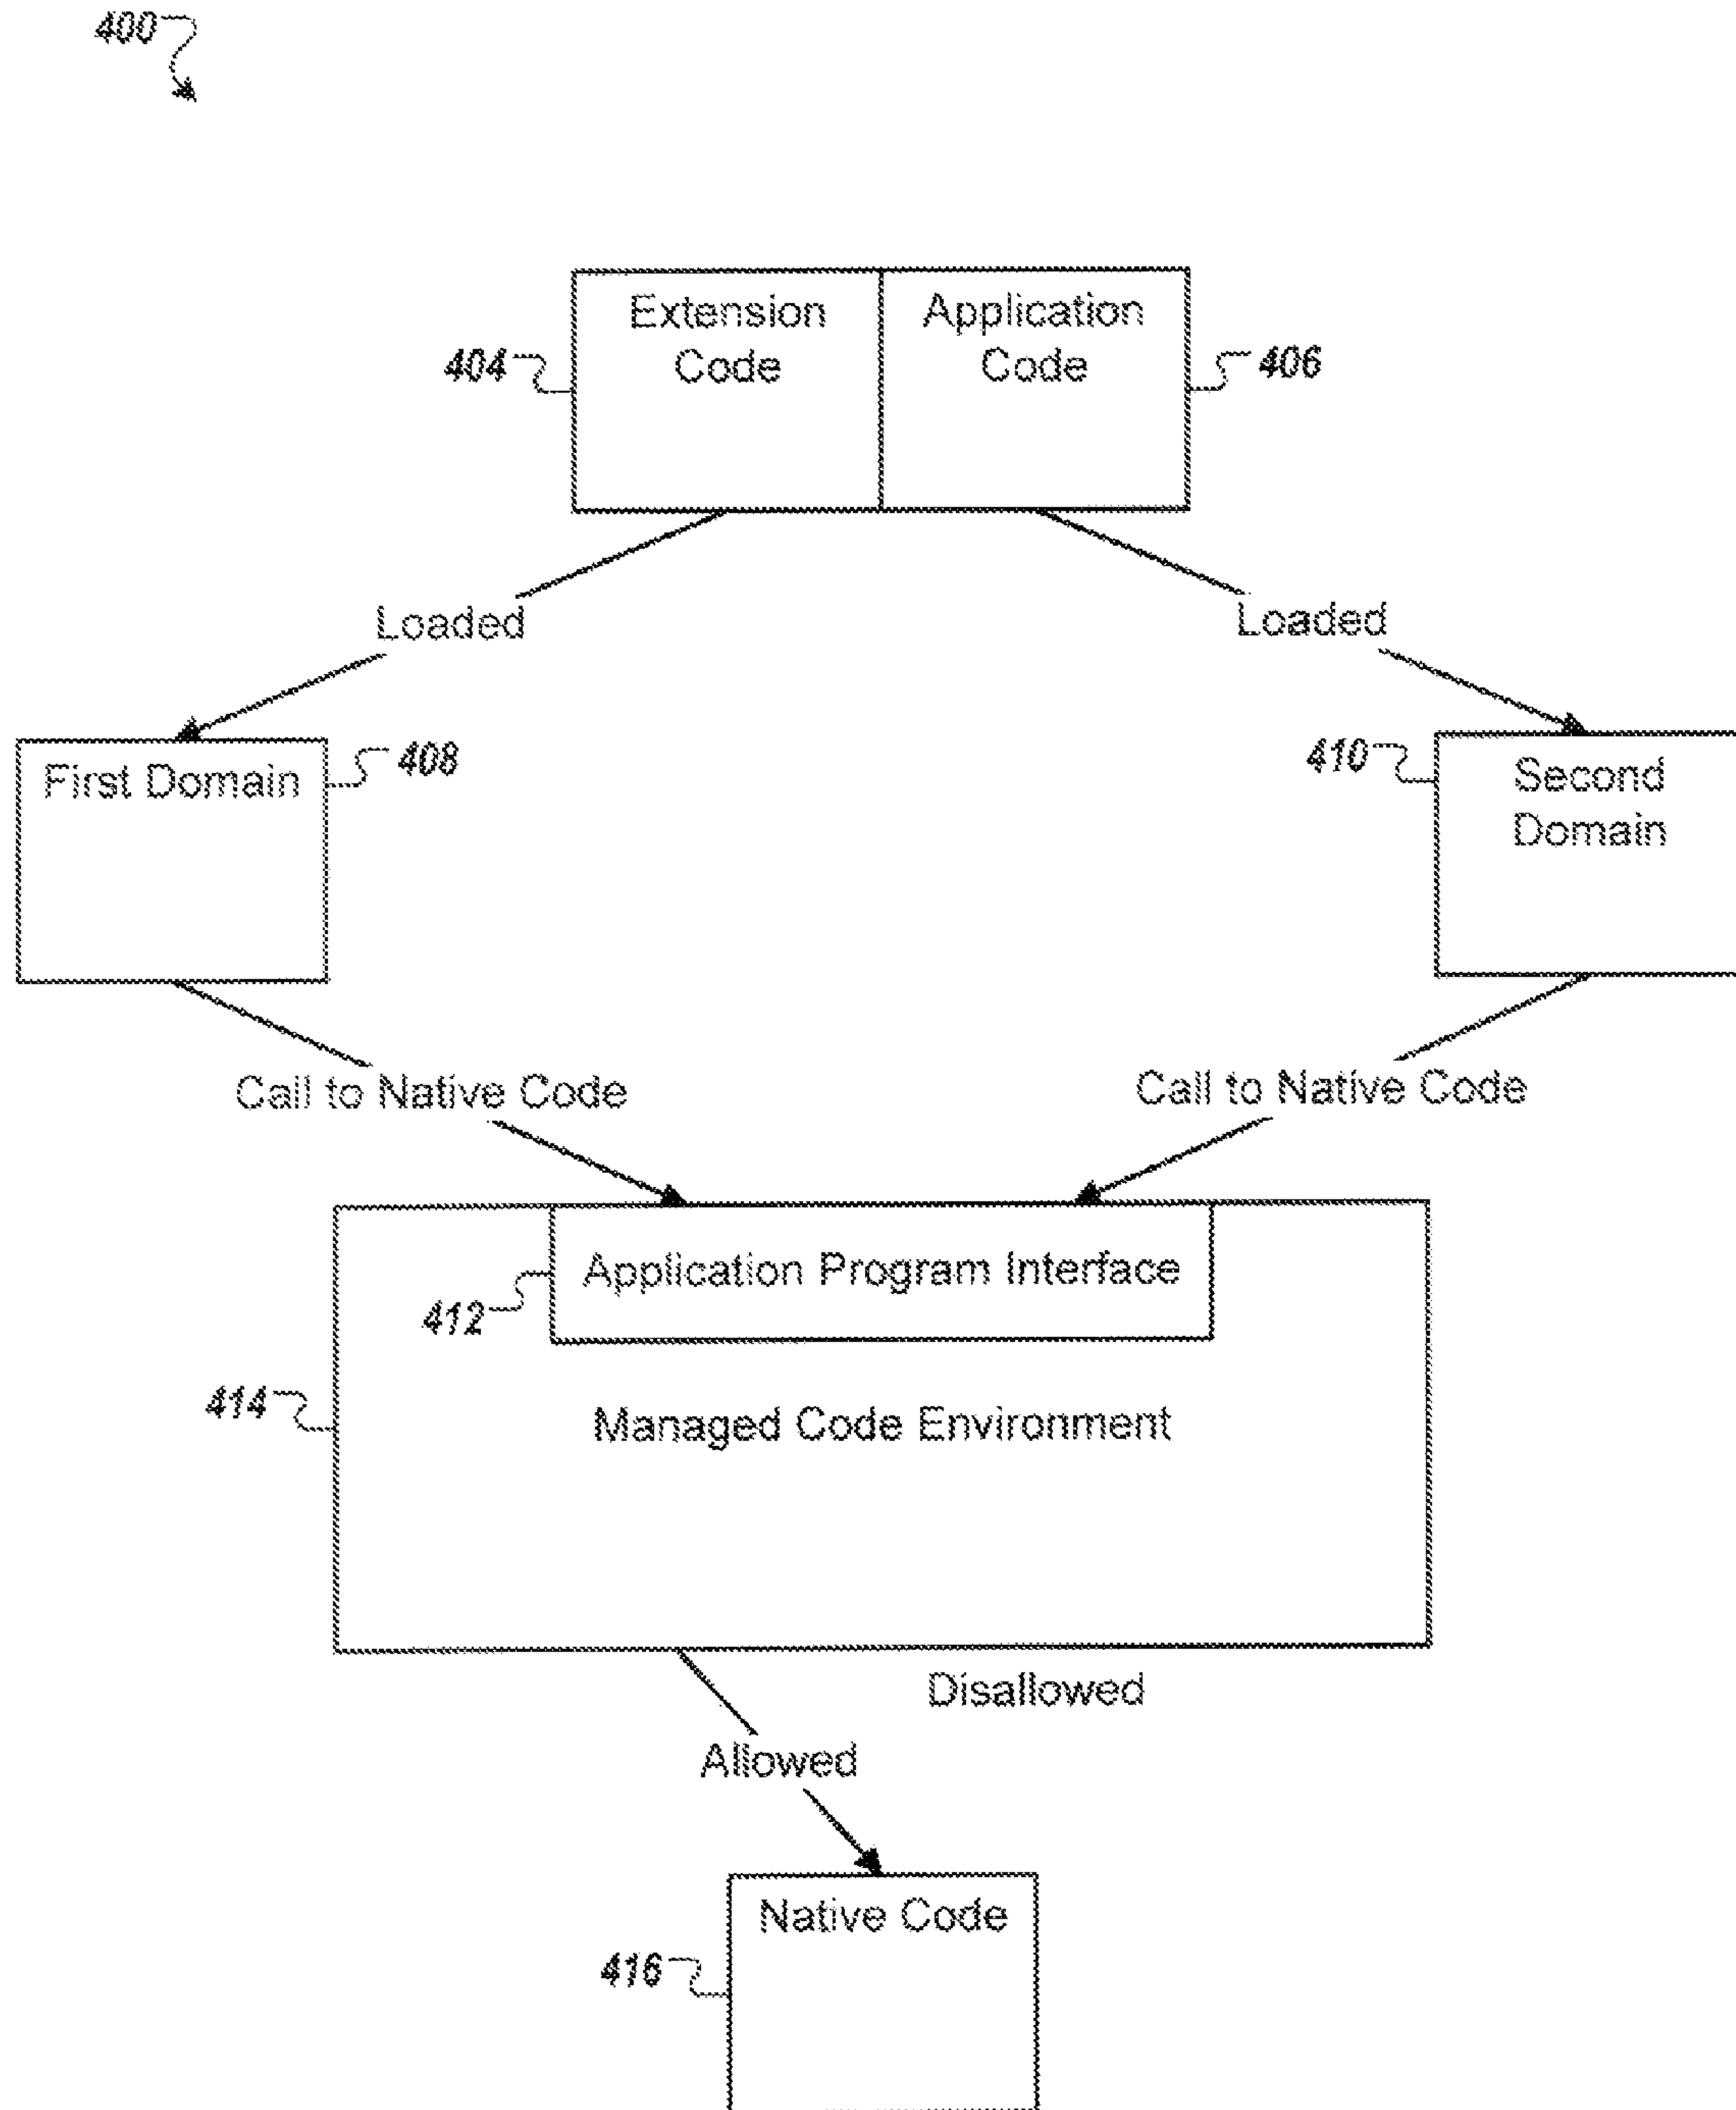 400
Extension
Code
Application
Code
404
406
Loaded
Loaded
First Domain
408
410
Second
Domain
Call to Native Code
Call to Native Code
Application Program Interface
412
414
Managed Code Environment
Disallowed
Allowed
Native Code
416